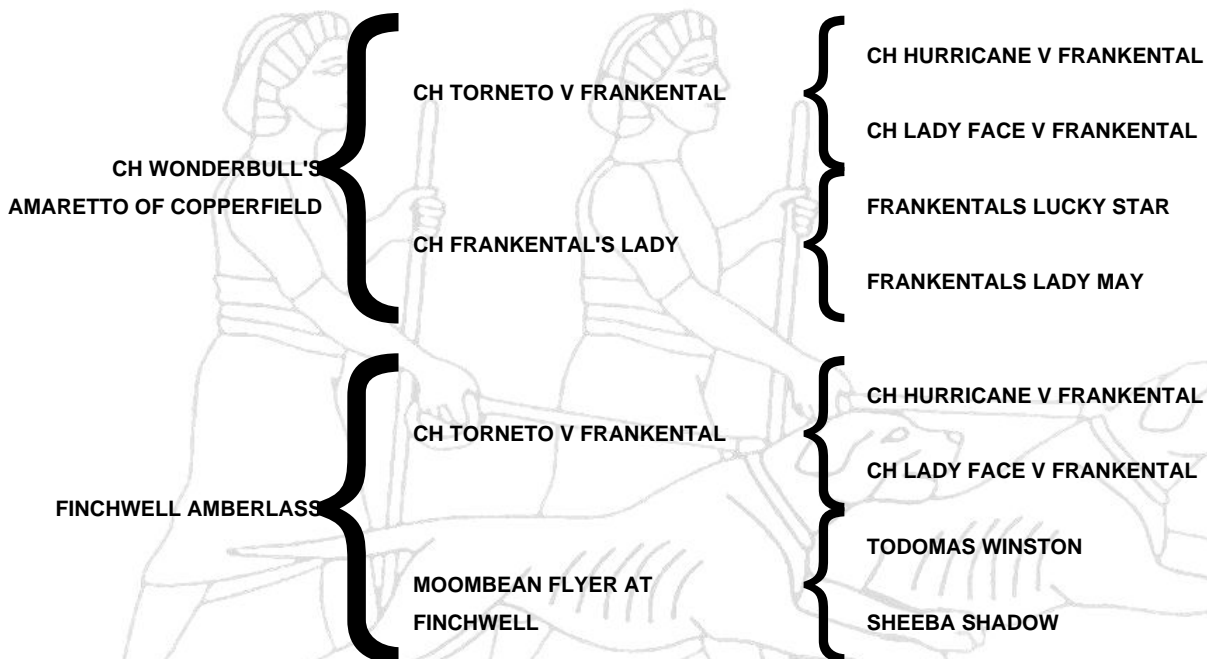 CH HURRICANE V FRANKENTAL
CH TORNETO V FRANKENTAL
CH LADY FACE V FRANKENTAL
CH WONDERBULL'S
AMARETTO OF COPPERFIELD
FRANKENTALS LUCKY STAR
CH FRANKENTAL'S LADY
FRANKENTALS LADY MAY
CH HURRICANE V FRANKENTAL
CH TORNETO V FRANKENTAL
CH LADY FACE V FRANKENTAL
FINCHWELL AMBERLASS
TODOMAS WINSTON
MOOMBEAN FLYER AT
FINCHWELL
SHEEBA SHADOW